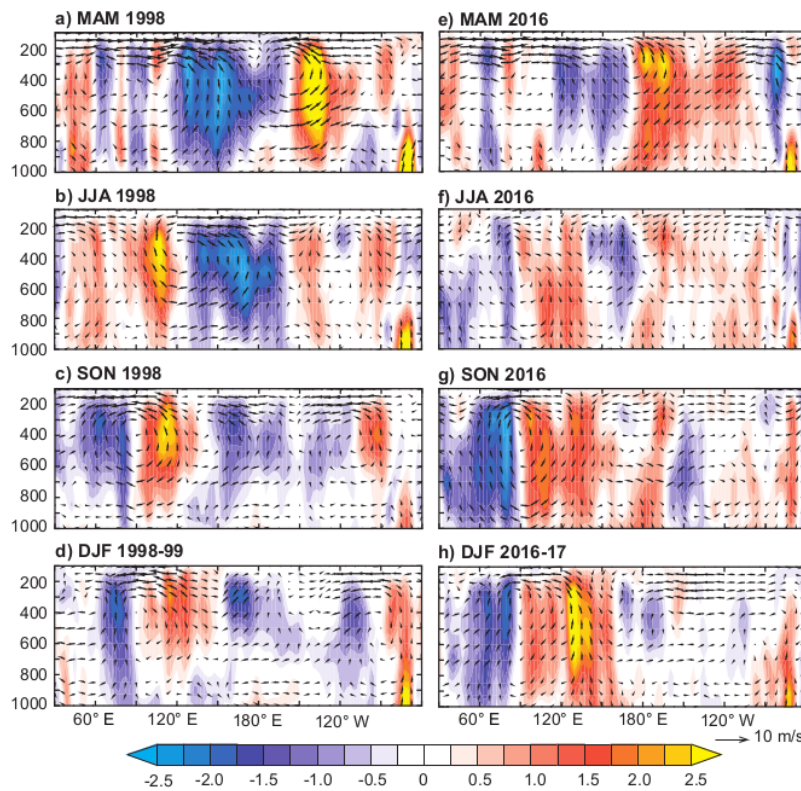 a) MAM 1998
200
400
600
800
1000
e) MAM 2016
b) JJA 1998
200
400
600
800
1000
f) JJA 2016
c) SON 1998
200
400
600
800
1000
g) SON 2016
d) DJF 1998-99
200
400
600
800
1000
h) DJF 2016-17
60° E 120° E 180° E 120° W
60° E 120° E 180° E 120° W
10 m/s
-2.5 -2.0 -1.5 -1.0 -0.5 0 0.5 1.0 1.5 2.0 2.5